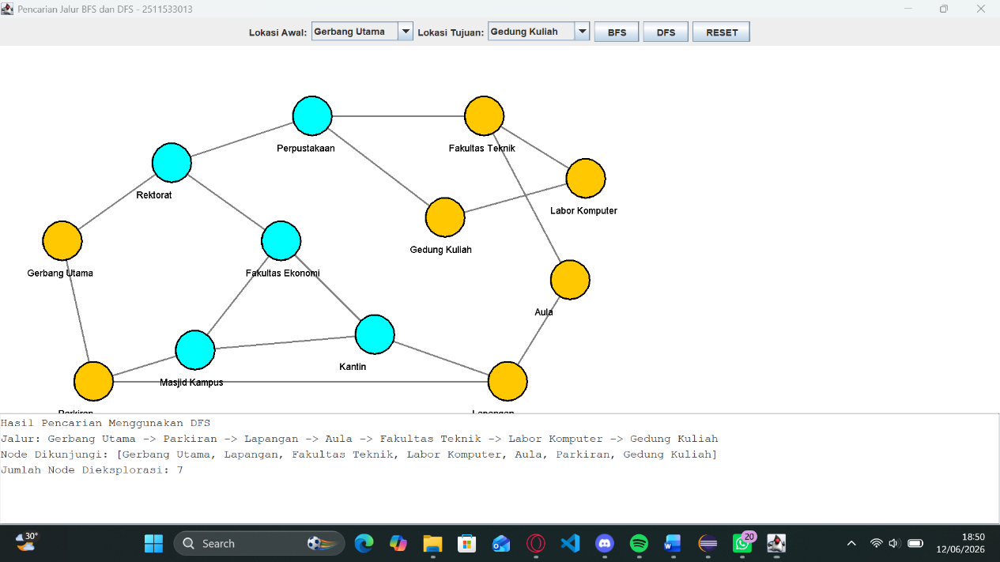 Pencarian Jalur BFS dan DFS - 2511533013
Lokasi Awal: Gerbang Utama Lokasi Tujuan: Gedung Kuliah BFS DFS RESET
Perpustakaan
Fakultas Teknik
Rektorat
Labor Komputer
Gedung Kuliah
Gerbang Utama
Fakultas Ekonomi
Aula
Kantin
Masjid Kampus
Parkiran
Lapangan
Hasil Pencarian Menggunakan DFS
Jalur: Gerbang Utama -> Parkiran -> Lapangan -> Aula -> Fakultas Teknik -> Labor Komputer -> Gedung Kuliah
Node Dikunjungi: [Gerbang Utama, Lapangan, Fakultas Teknik, Labor Komputer, Aula, Parkiran, Gedung Kuliah]
Jumlah Node Dieksplorasi: 7
30°
Search
20
18:50
12/06/2026